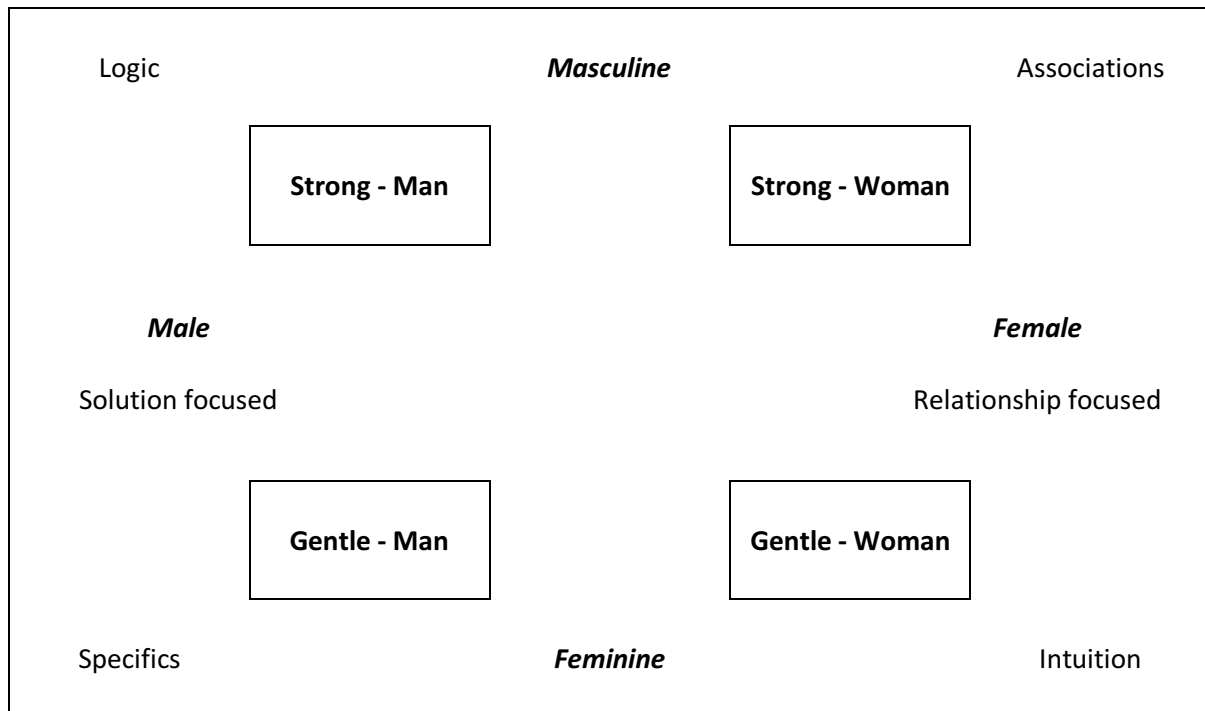 Logic Masculine Associations
Strong - Man Strong - Woman
Male Female
Solution focused Relationship focused
Gentle - Man Gentle - Woman
Specifics Feminine Intuition